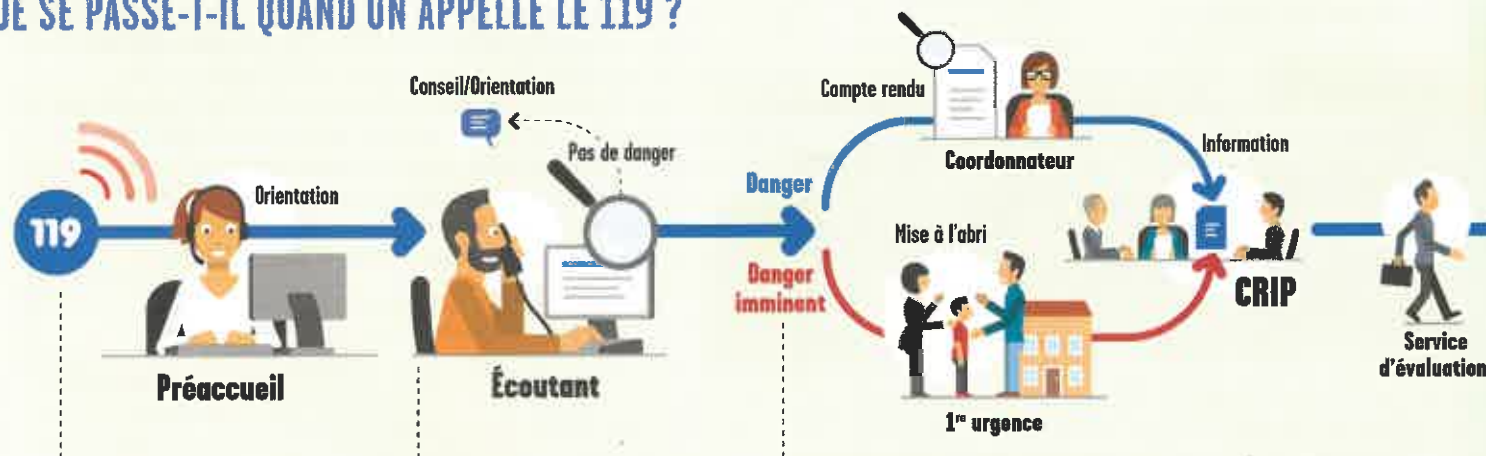 UE SE PASSE-T-IL QUAND ON APPELLE LE 119 ?
119
Orientation
Préaccueil
Conseil/Orientation
Pas de danger
Écoutant
Danger
Danger
imminent
Compte rendu
Coordonnateur
Mise à l'abri
1re urgence
Information
CRIP
Service
d'évaluation